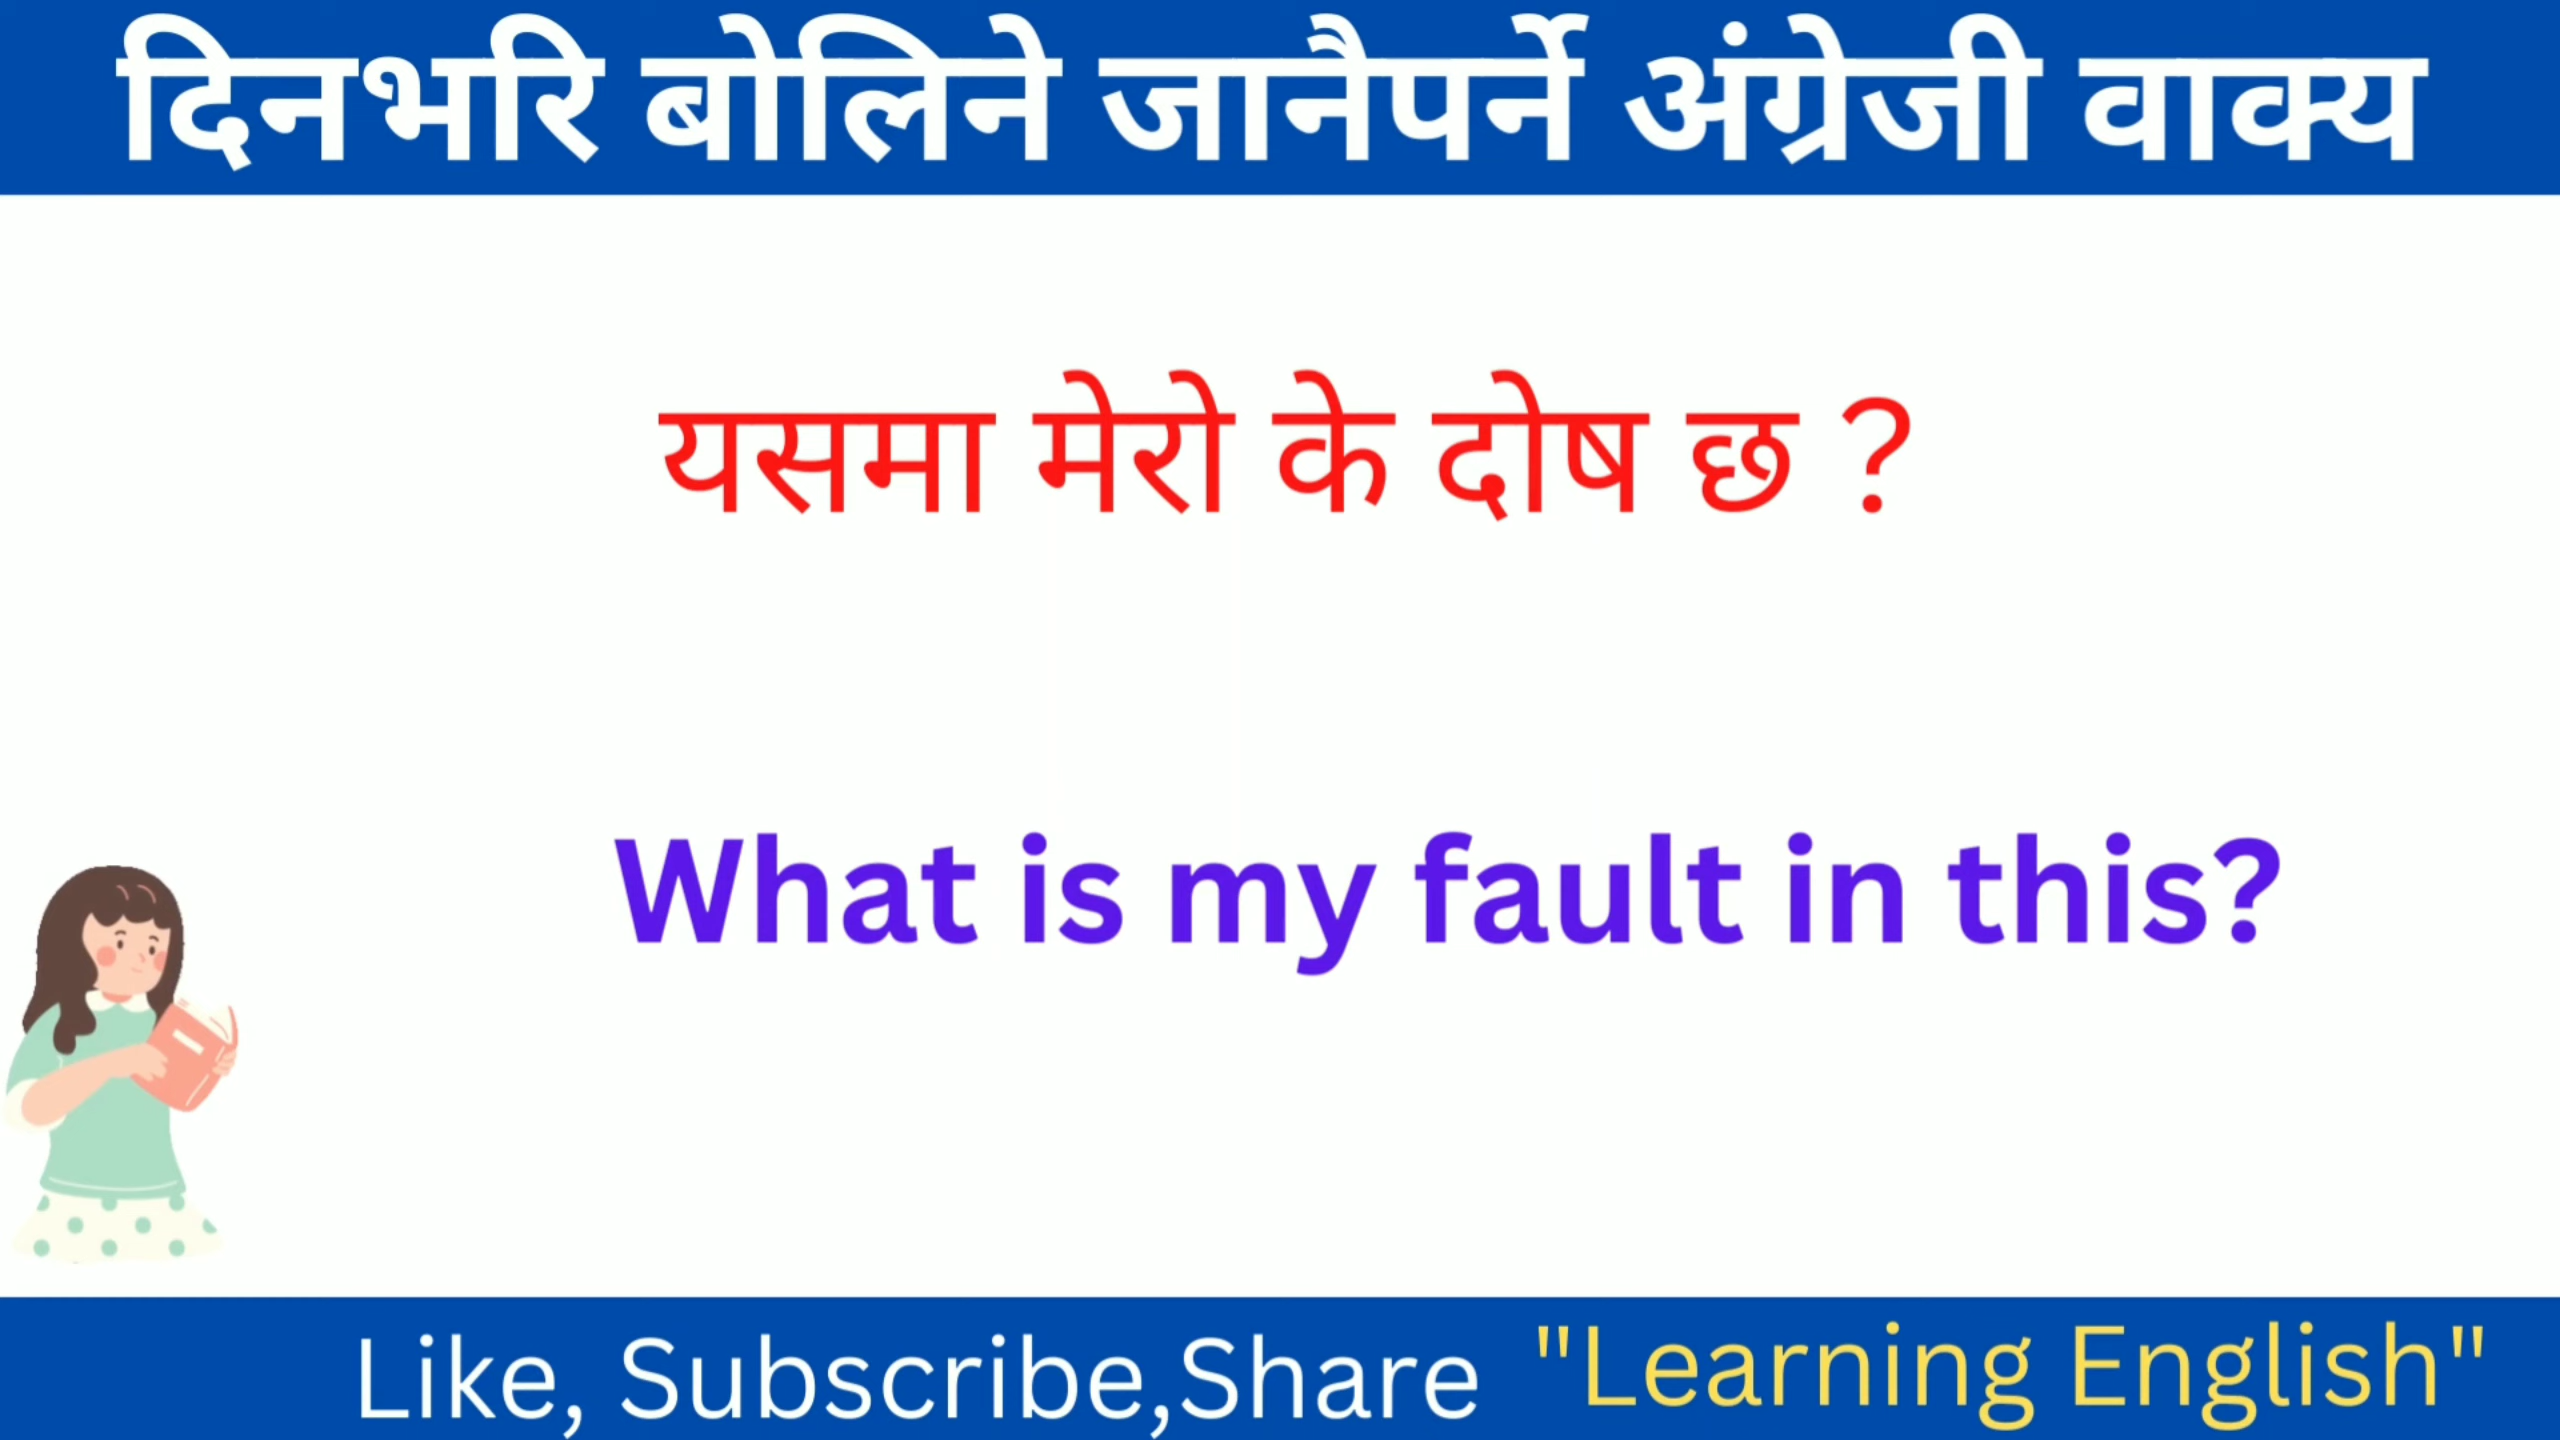 दिनभरि बोलिने जानैपर्ने अंग्रेजी वाक्य
यसमा मेरो के दोष छ ?
What is my fault in this?
Like, Subscribe,Share "Learning English"